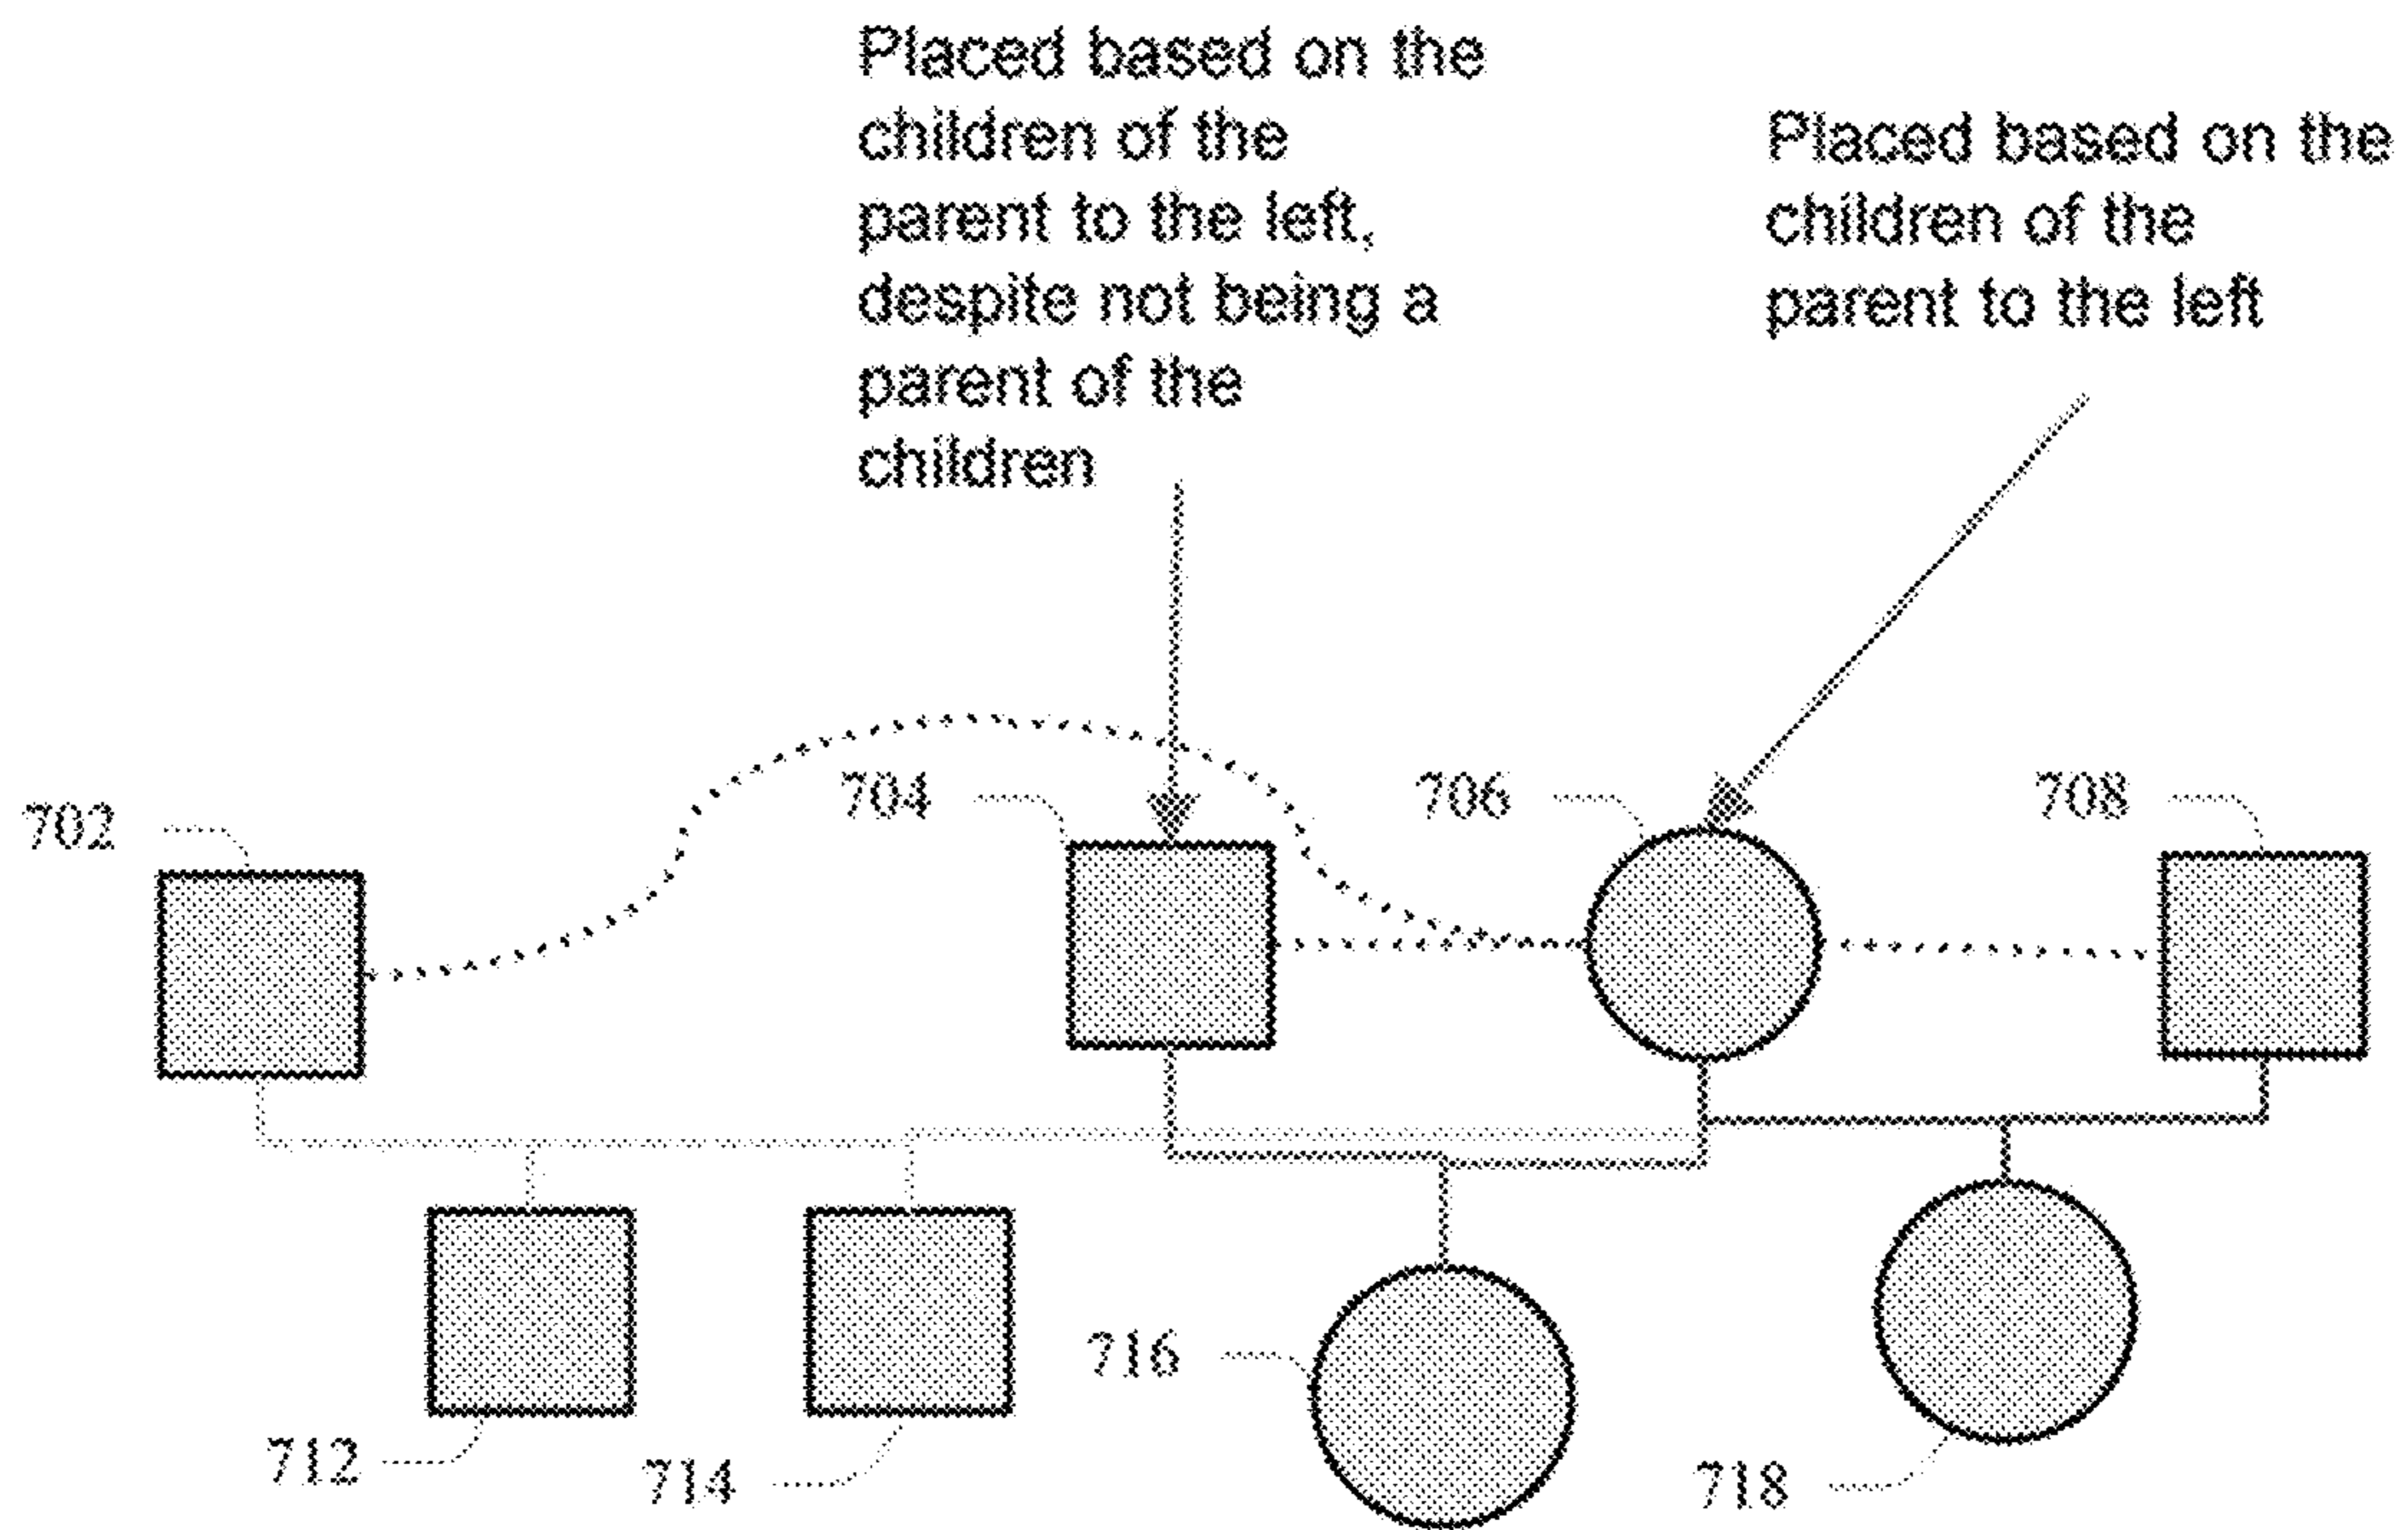 Placed based on the
children of the
parent to the left,
despite not being a
parent of the
children
Placed based on the
children of the
parent to the left
702
704
706
708
712
714
716
718